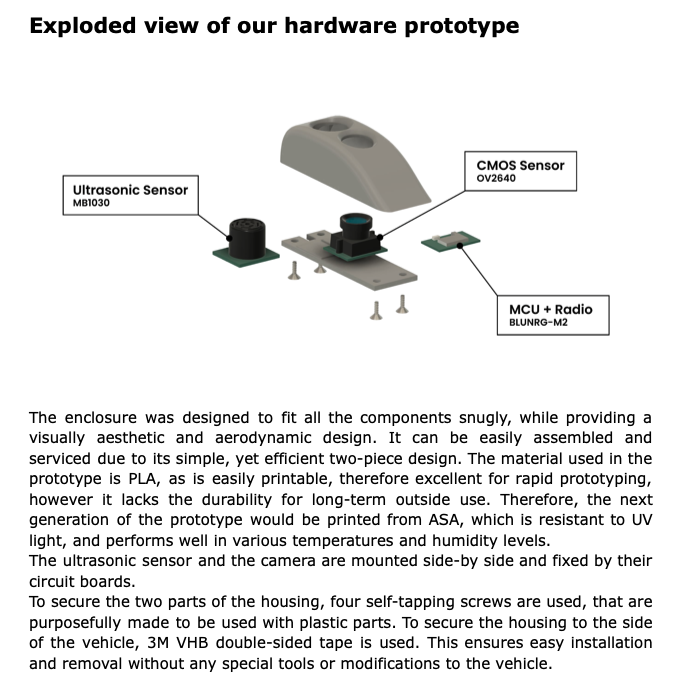 Exploded view of our hardware prototype
CMOS Sensor
OV2640
Ultrasonic Sensor
MB1030
MCU + Radio
BLUNRG-M2
The enclosure was designed to fit all the components snugly, while providing a
visually aesthetic and aerodynamic design. It can be easily assembled and
serviced due to its simple, yet efficient two-piece design. The material used in the
prototype is PLA, as is easily printable, therefore excellent for rapid prototyping,
however it lacks the durability for long-term outside use. Therefore, the next
generation of the prototype would be printed from ASA, which is resistant to UV
light, and performs well in various temperatures and humidity levels.
The ultrasonic sensor and the camera are mounted side-by side and fixed by their
circuit boards.
To secure the two parts of the housing, four self-tapping screws are used, that are
purposefully made to be used with plastic parts. To secure the housing to the side
of the vehicle, 3M VHB double-sided tape is used. This ensures easy installation
and removal without any special tools or modifications to the vehicle.